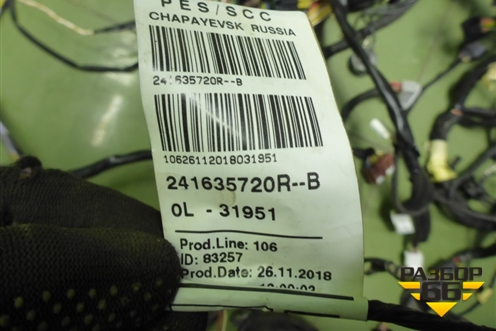 PES/SCC
CHAPAYEVSK RUSSIA
241635720R--B
10626112018031951
241635720R--B
0L - 31951
Prod.Line: 106
ID: 83257
Prod.Date: 26.11.2018
РАЗБОР
66